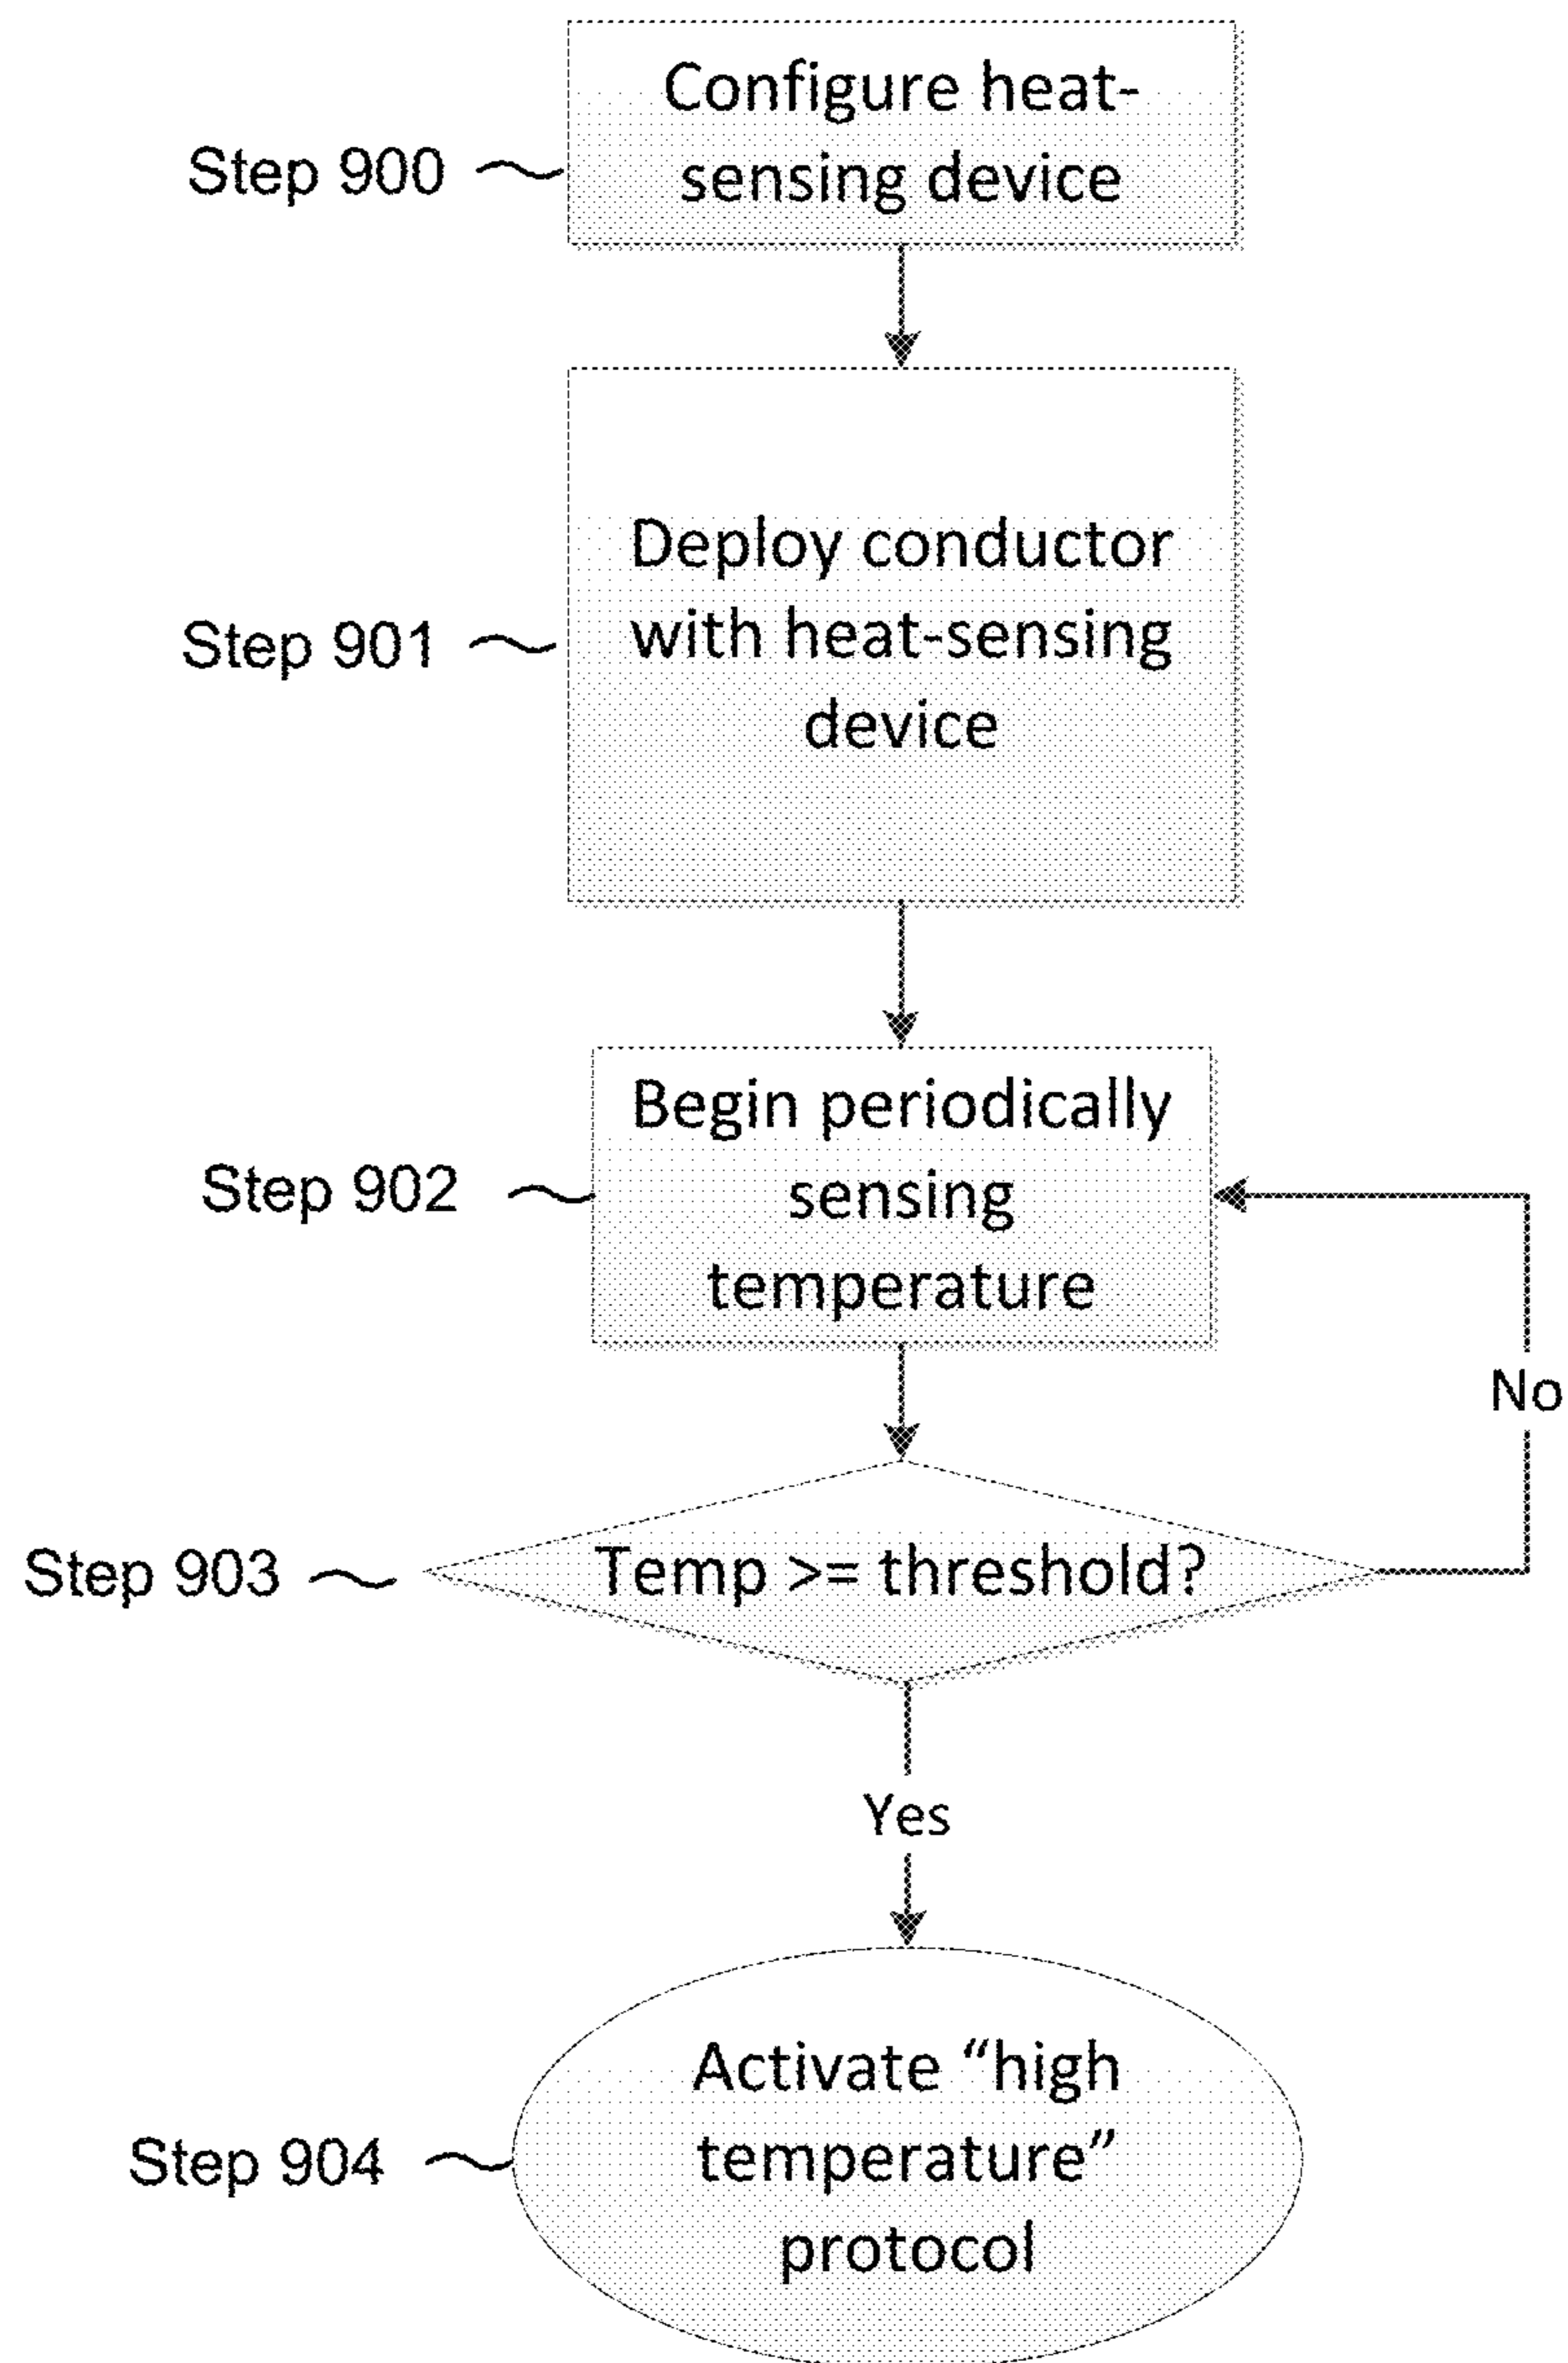 Configure heat-
sensing device
Step 900
Deploy conductor
with heat-sensing
device
Step 901
Begin periodically
sensing
temperature
Step 902
No
Temp >= threshold?
Step 903
Yes
Activate “high
temperature”
protocol
Step 904